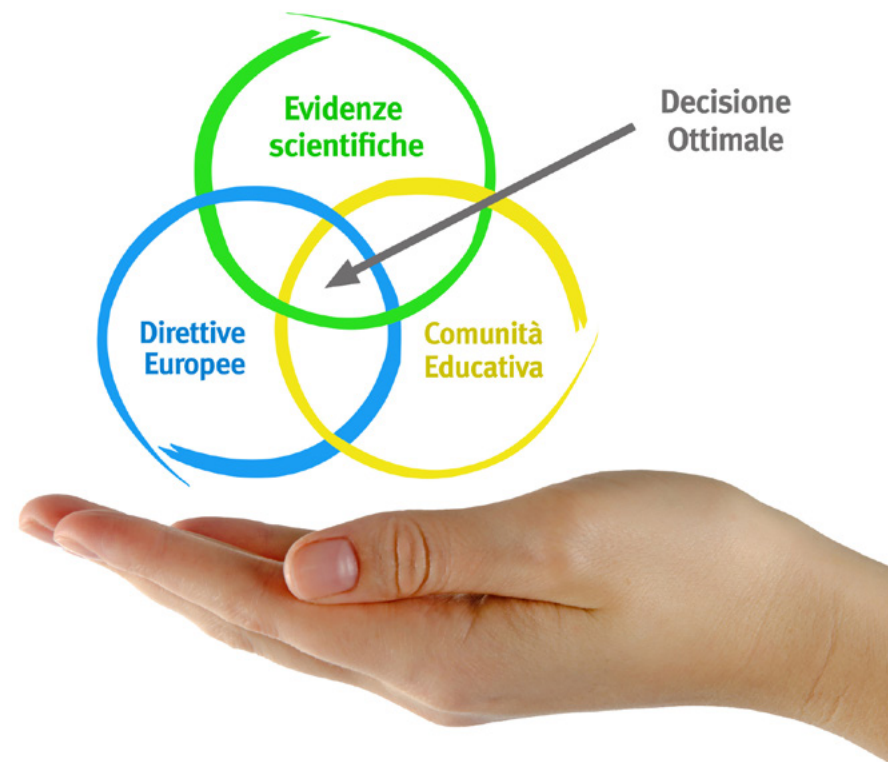 Evidenze
scientifiche
Decisione
Ottimale
Direttive
Europee
Comunità
Educativa